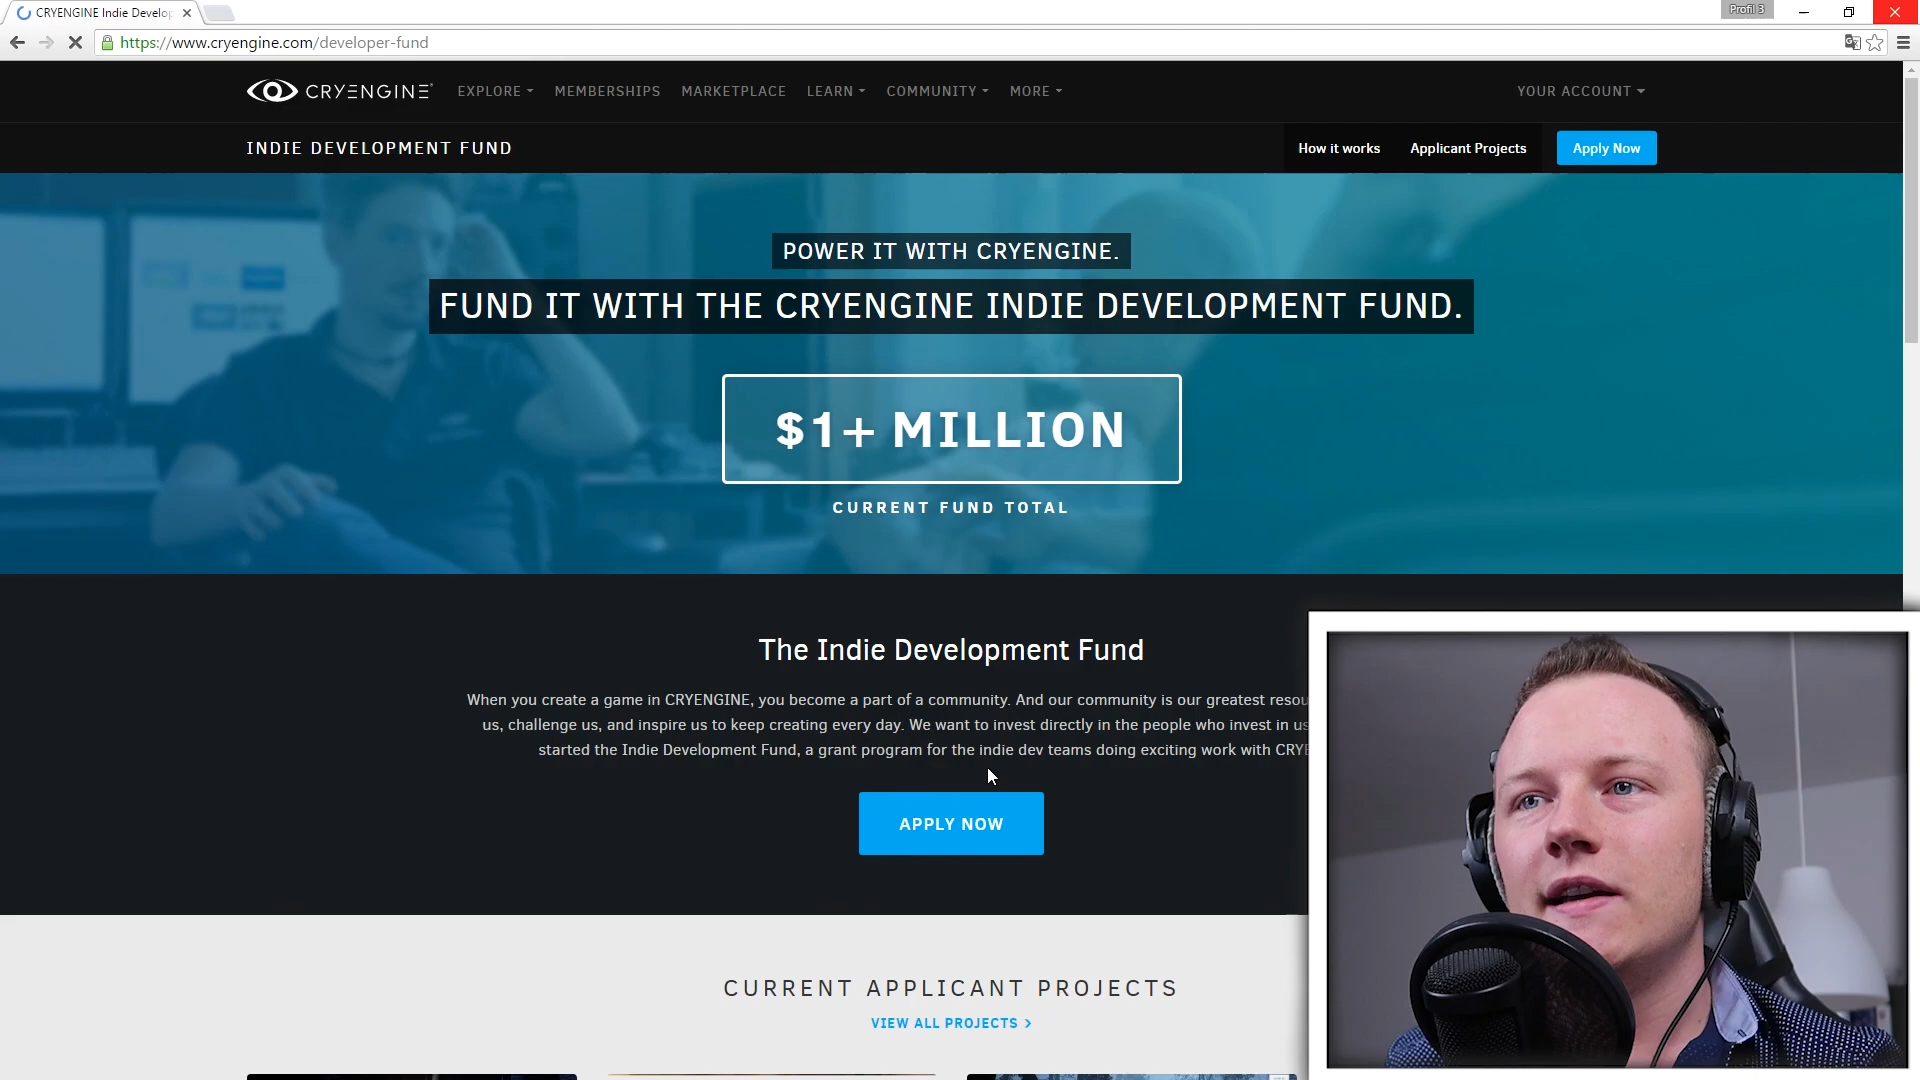 CRYENGINE Indie Develop
Profil 3
https://www.cryengine.com/developer-fund
CRYENGINE
EXPLORE MEMBERSHIPS MARKETPLACE LEARN COMMUNITY MORE YOUR ACCOUNT
INDIE DEVELOPMENT FUND
How it works Applicant Projects Apply Now
POWER IT WITH CRYENGINE.
FUND IT WITH THE CRYENGINE INDIE DEVELOPMENT FUND.
$1+ MILLION
CURRENT FUND TOTAL
The Indie Development Fund
When you create a game in CRYENGINE, you become a part of a community. And our community is our greatest resou
us, challenge us, and inspire us to keep creating every day. We want to invest directly in the people who invest in us
started the Indie Development Fund, a grant program for the indie dev teams doing exciting work with CRYE
APPLY NOW
CURRENT APPLICANT PROJECTS
VIEW ALL PROJECTS >